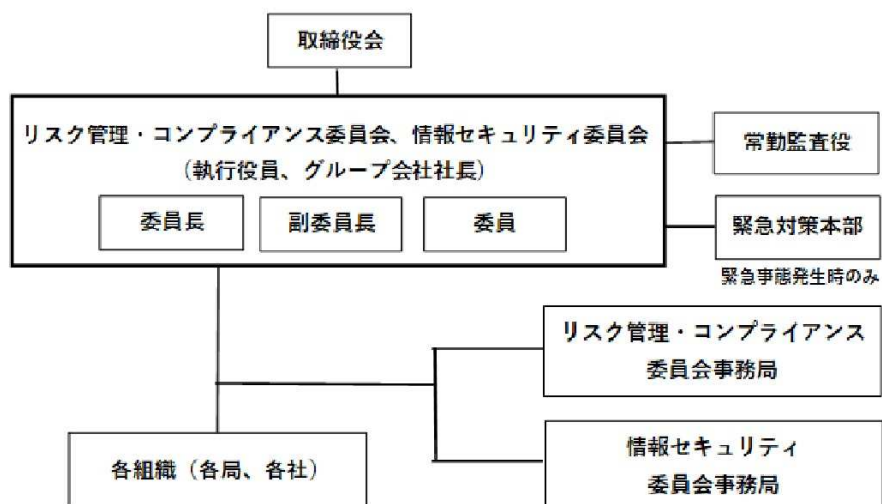 取締役会
リスク管理・コンプライアンス委員会、情報セキュリティ委員会
（執行役員、グループ会社社長）
委員長
副委員長
委員
常勤監査役
緊急対策本部
緊急事態発生時のみ
リスク管理・コンプライアンス
委員会事務局
各組織（各局、各社）
情報セキュリティ
委員会事務局